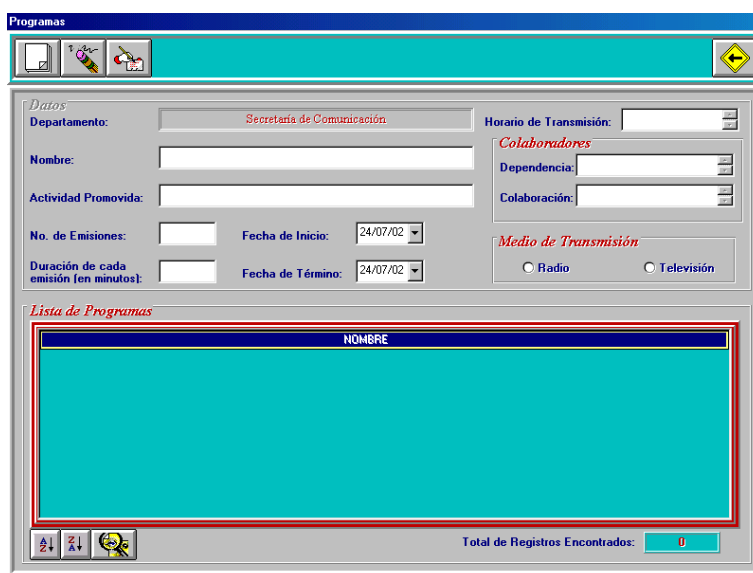 Programas
Datos
Departamento:
Secretaría de Comunicación
Horario de Transmisión:
Nombre:
Colaboradores
Dependencia:
Actividad Promovida:
Colaboración:
No. de Emisiones:
Fecha de Inicio:
24/07/02
Medio de Transmisión
Duración de cada
emisión (en minutos):
Fecha de Término:
24/07/02
Radio
Televisión
Lista de Programas
NOMBRE
A
Z
Z
A
Total de Registros Encontrados:
0